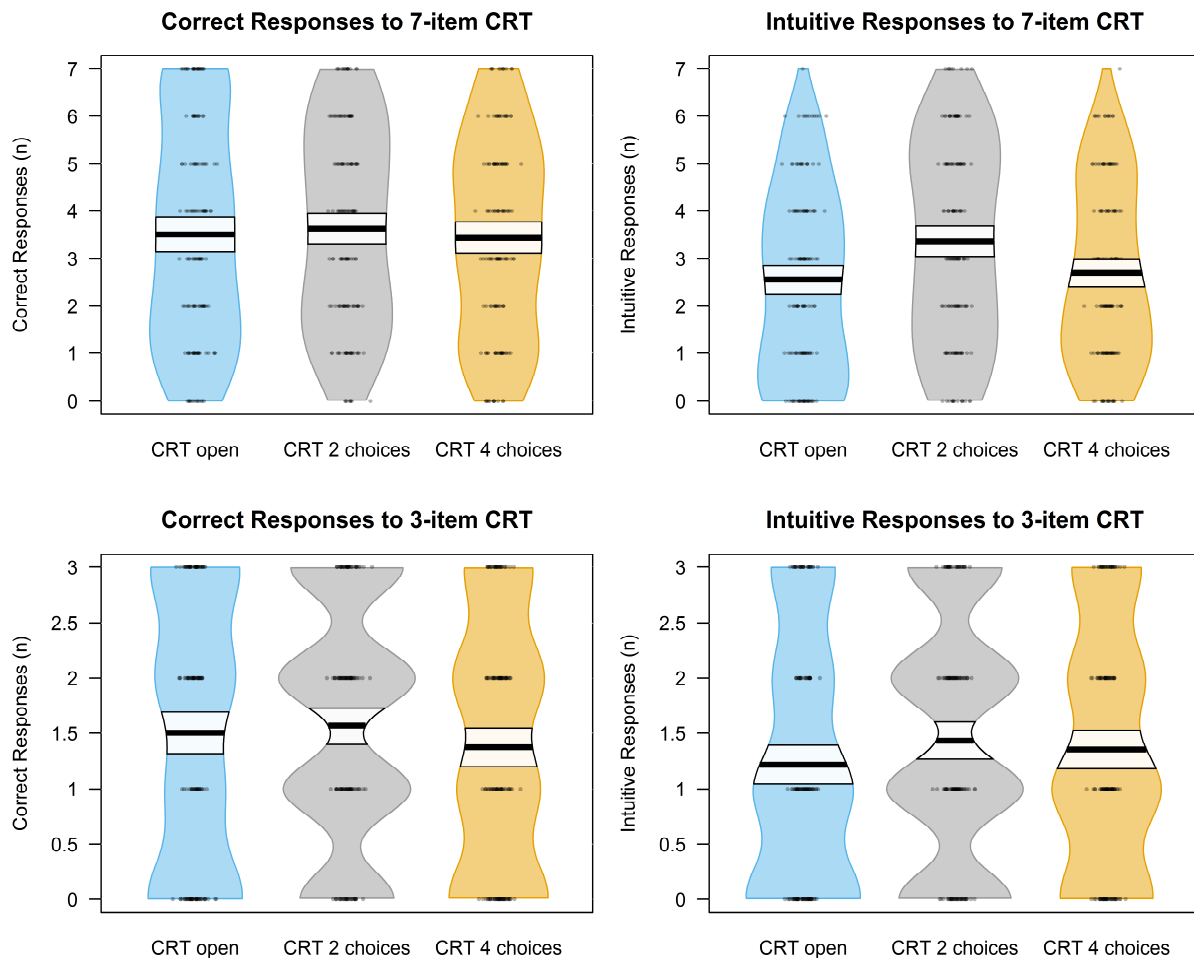 Correct Responses to 7-item CRT
Correct Responses (n)
7
6
5
4
3
2
1
0
CRT open CRT 2 choices CRT 4 choices
Intuitive Responses to 7-item CRT
Intuitive Responses (n)
7
6
5
4
3
2
1
0
CRT open CRT 2 choices CRT 4 choices
Correct Responses to 3-item CRT
Correct Responses (n)
3
2.5
2
1.5
1
0.5
0
CRT open CRT 2 choices CRT 4 choices
Intuitive Responses to 3-item CRT
Intuitive Responses (n)
3
2.5
2
1.5
1
0.5
0
CRT open CRT 2 choices CRT 4 choices